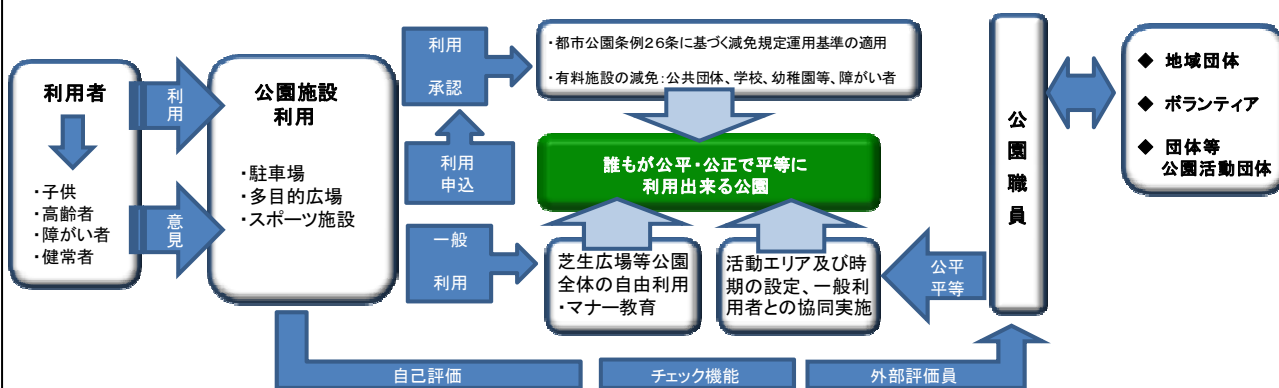 利用者
・子供
・高齢者
・障がい者
・健常者
利用
意見
公園施設
利用
・駐車場
・多目的広場
・スポーツ施設
利用
承認
利用
申込
一般
利用
・都市公園条例26条に基づく減免規定運用基準の適用
・有料施設の減免：公共団体、学校、幼稚園等、障がい者
誰もが公平・公正で平等に
利用出来る公園
芝生広場等公園
全体の自由利用
・マナー教育
活動エリア及び時
期の設定、一般利
用者との協同実施
公平
平等
公園職員
◆ 地域団体
◆ ボランティア
◆ 団体等
公園活動団体
自己評価
チェック機能
外部評価員